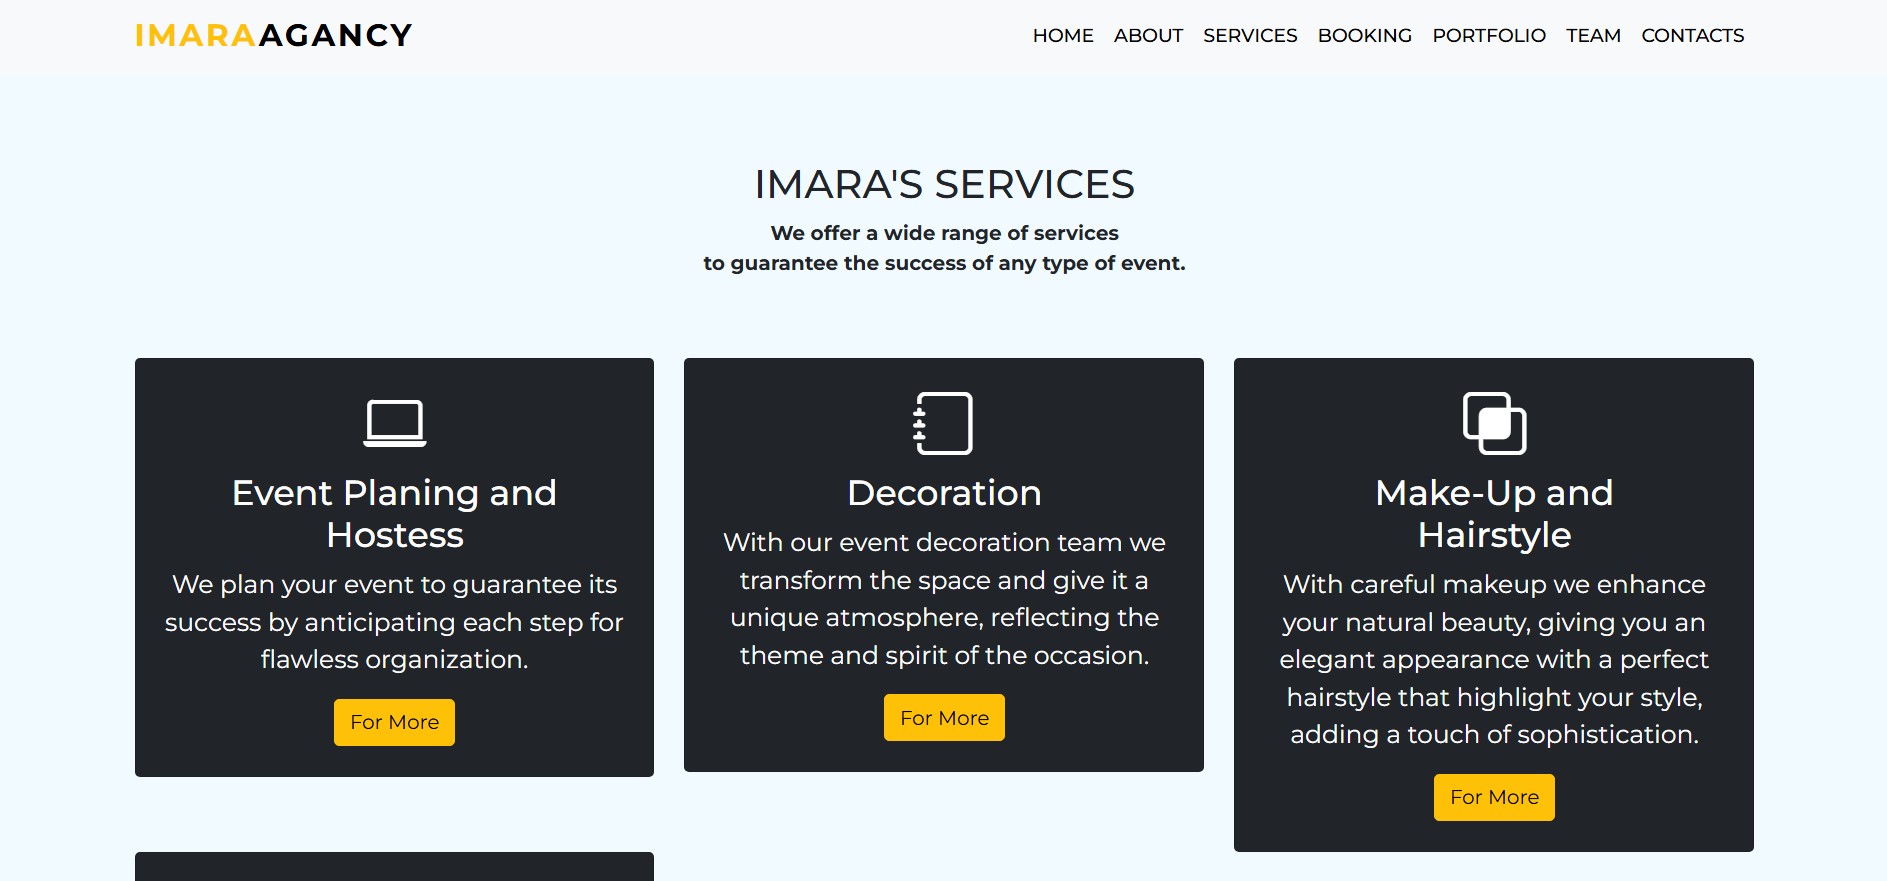 IMARAAGANCY
HOME ABOUT SERVICES BOOKING PORTFOLIO TEAM CONTACTS
IMARA'S SERVICES
We offer a wide range of services
to guarantee the success of any type of event.
Event Planing and
Hostess
We plan your event to guarantee its
success by anticipating each step for
flawless organization.
For More
Decoration
With our event decoration team we
transform the space and give it a
unique atmosphere, reflecting the
theme and spirit of the occasion.
For More
Make-Up and
Hairstyle
With careful makeup we enhance
your natural beauty, giving you an
elegant appearance with a perfect
hairstyle that highlight your style,
adding a touch of sophistication.
For More